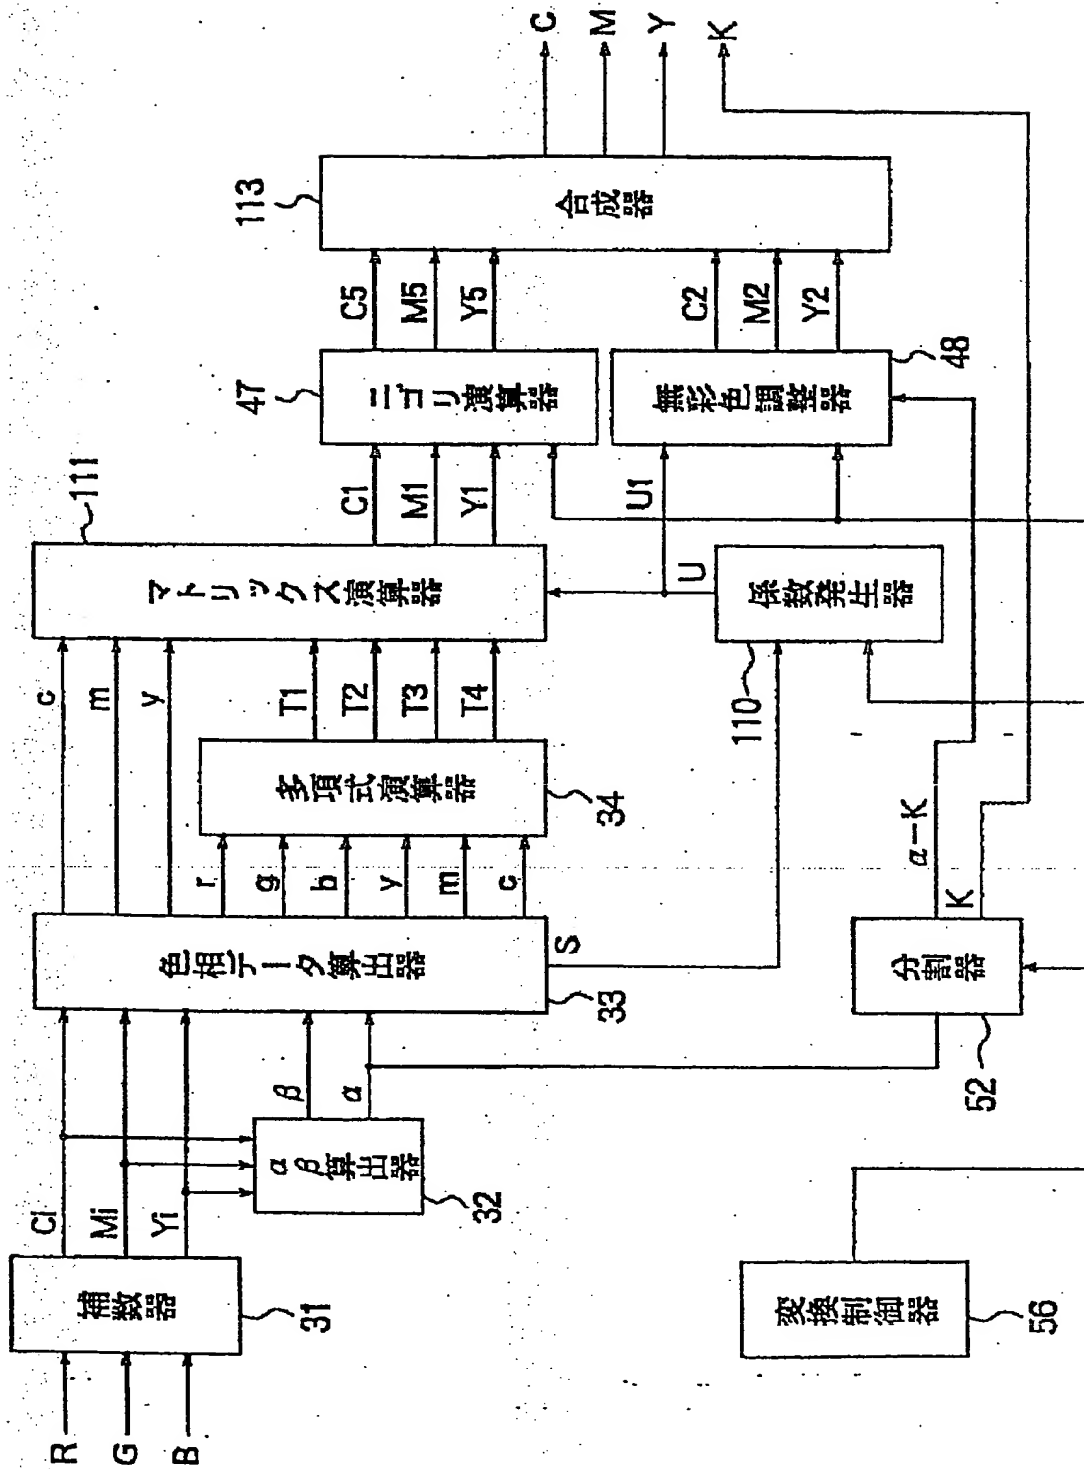 R
G
B
補数器
31
Ci
Mi
Yi
αβ算出器
32
β
α
色相データ算出器
33
S
c
m
y
r
g
b
y
m
c
多項式演算器
34
T1
T2
T3
T4
マトリックス演算器
111
係数発生器
110
U
U1
C1
M1
Y1
ニゴリ演算器
47
無彩色調整器
48
C5
M5
Y5
C2
M2
Y2
合成器
113
C
M
Y
K
分割器
52
α−K
K
変換制御器
56